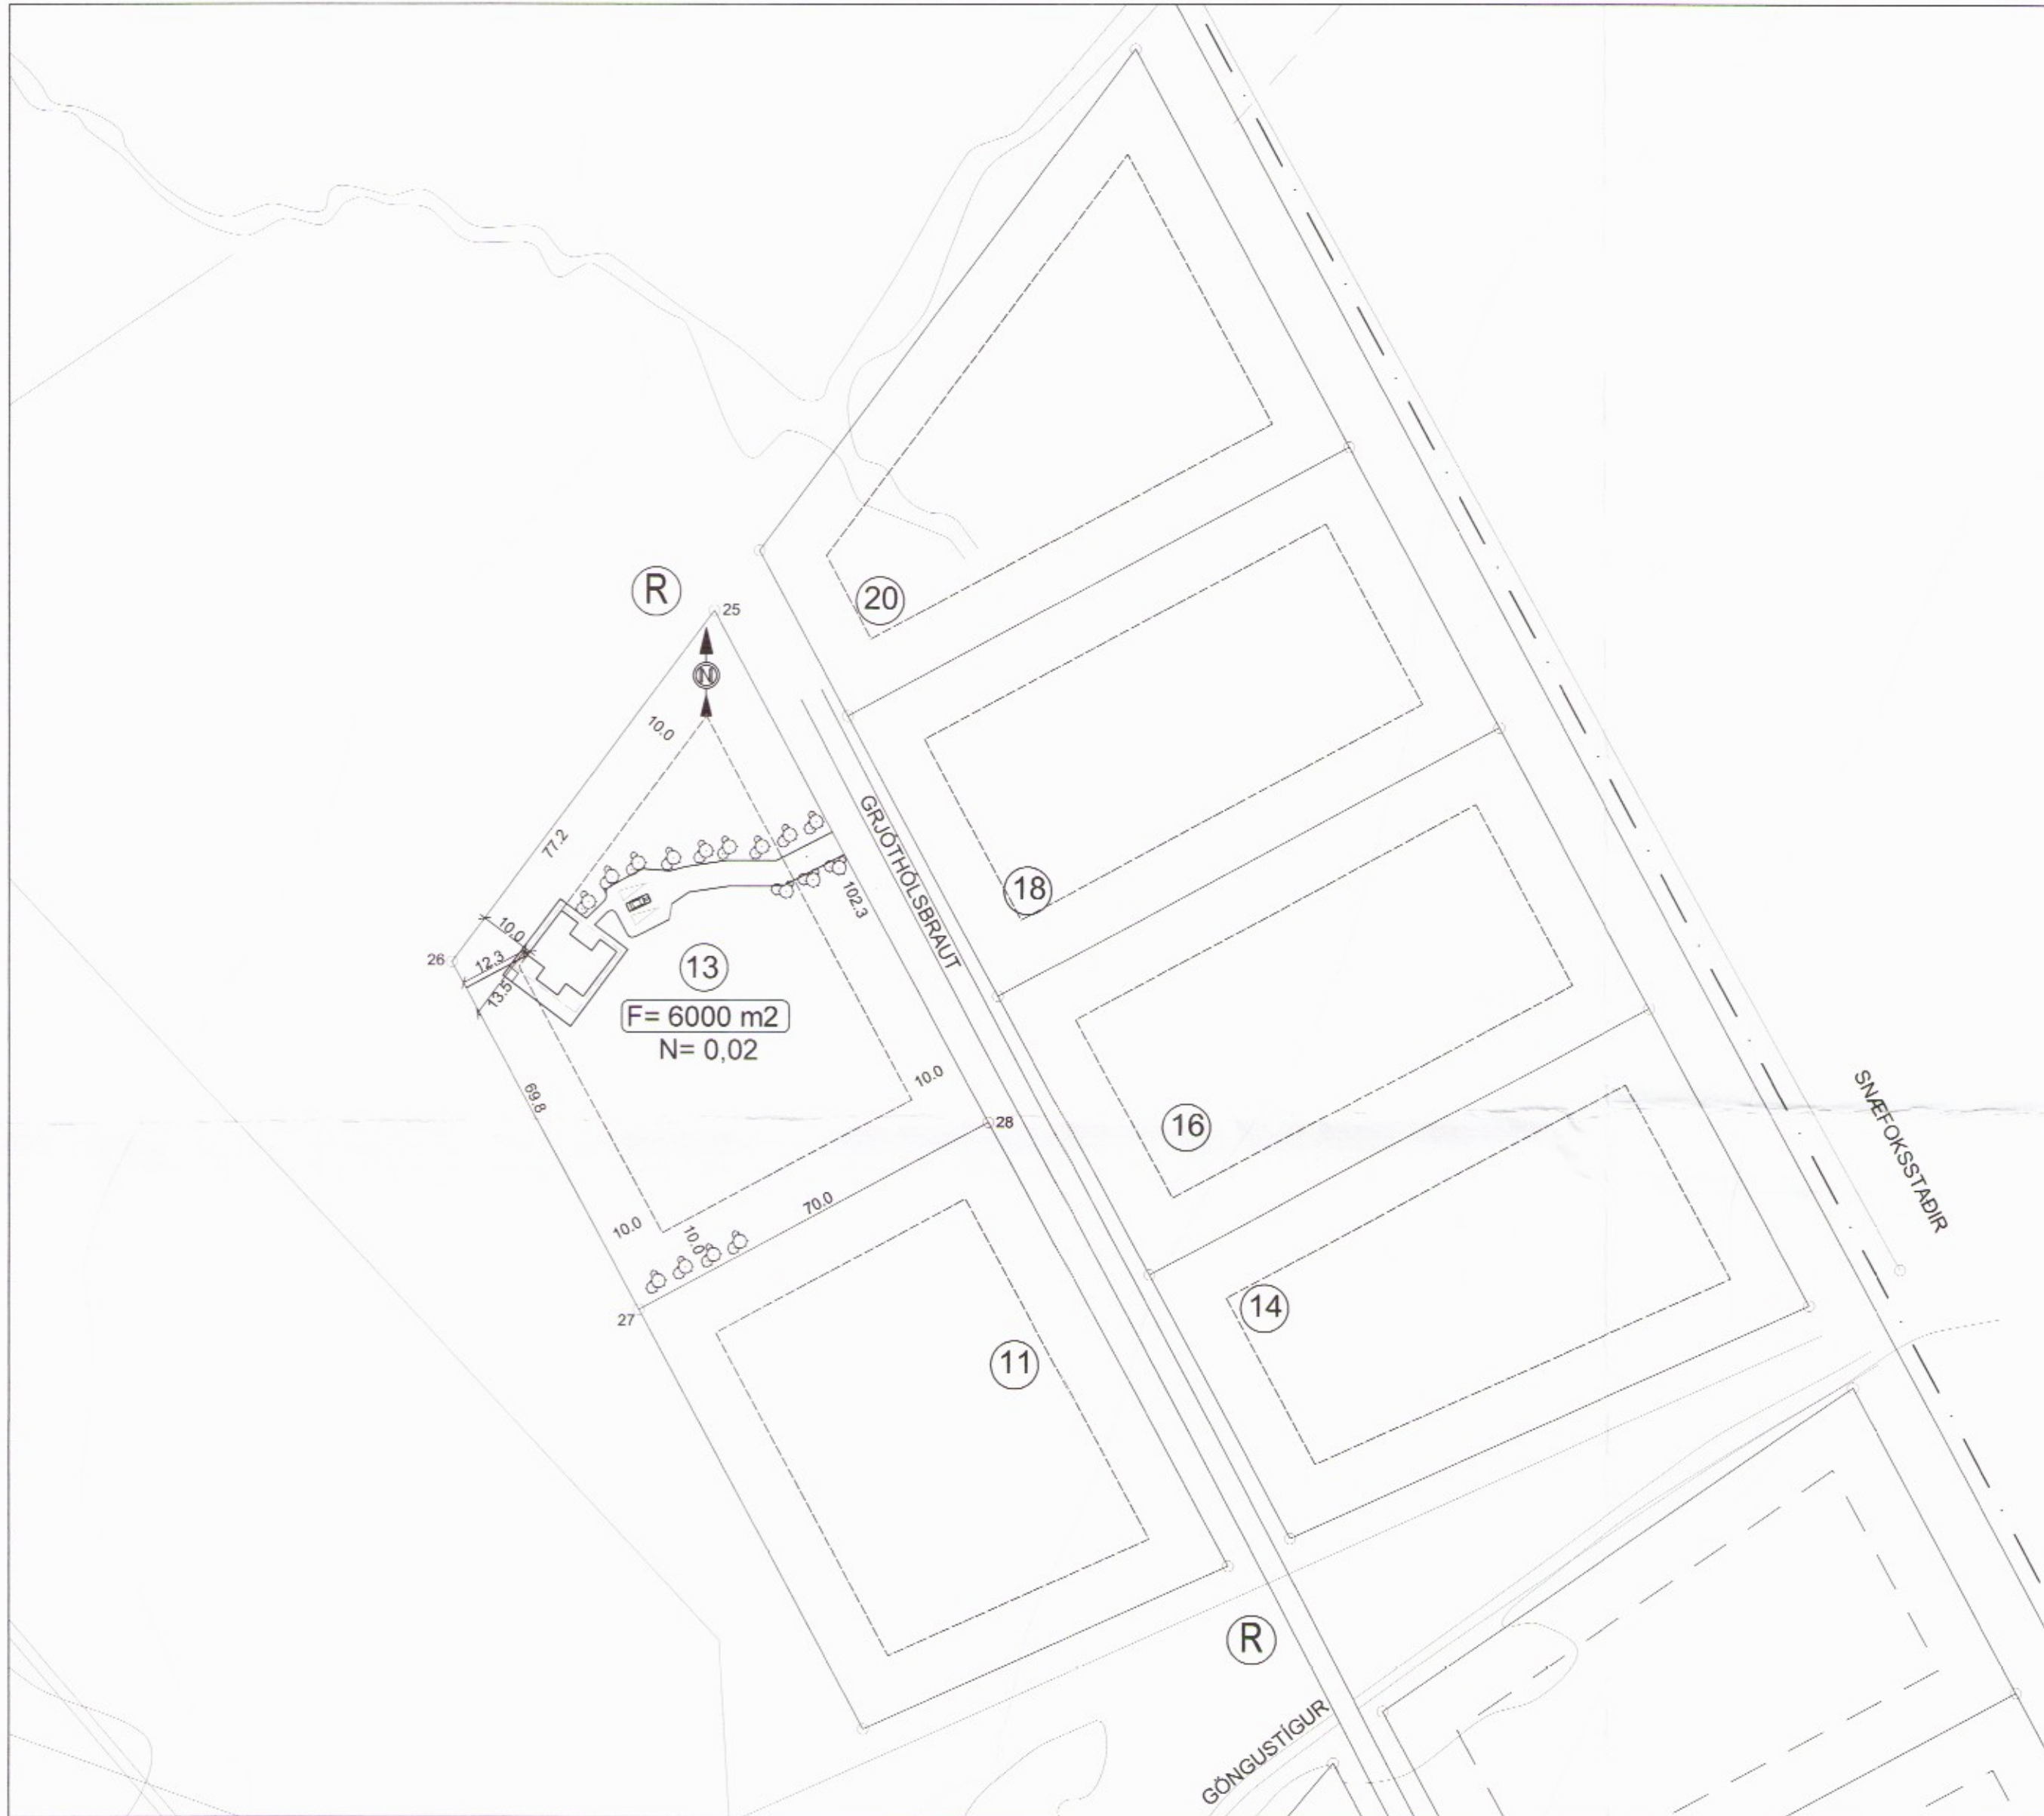 R
25
N
10.0
20
77.2
GRJÓTHÓLSBRAUT
18
102.3
10.0
26
12.3
13.5
13
F= 6000 m2
N= 0,02
69.8
10.0
28
16
SNÆFOKSSTAÐIR
70.0
10.0
10.0
27
14
11
R
GÖNGUSTÍGUR